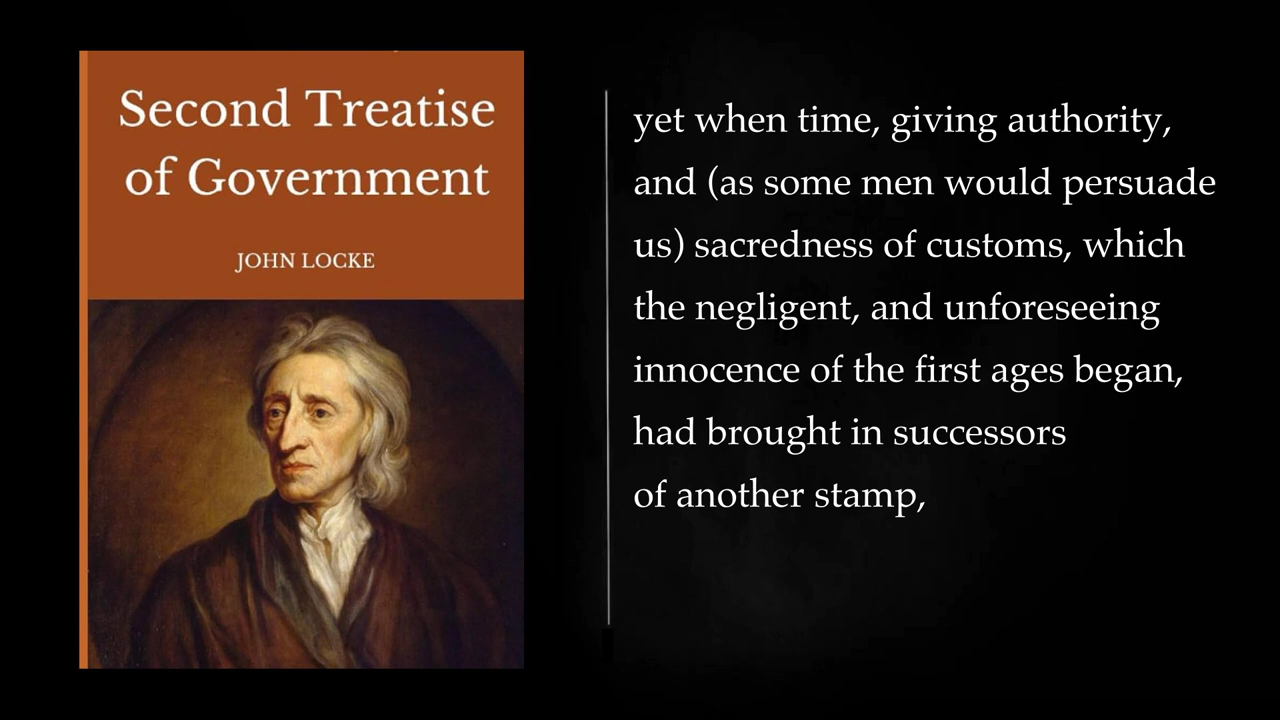 Second Treatise
of Government
JOHN LOCKE
yet when time, giving authority,
and (as some men would persuade
us) sacredness of customs, which
the negligent, and unforeseeing
innocence of the first ages began,
had brought in successors
of another stamp,